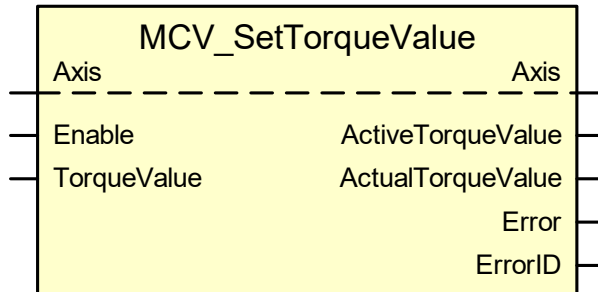 MCV_SetTorqueValue
Axis Axis
Enable ActiveTorqueValue
TorqueValue ActualTorqueValue
Error
ErrorID